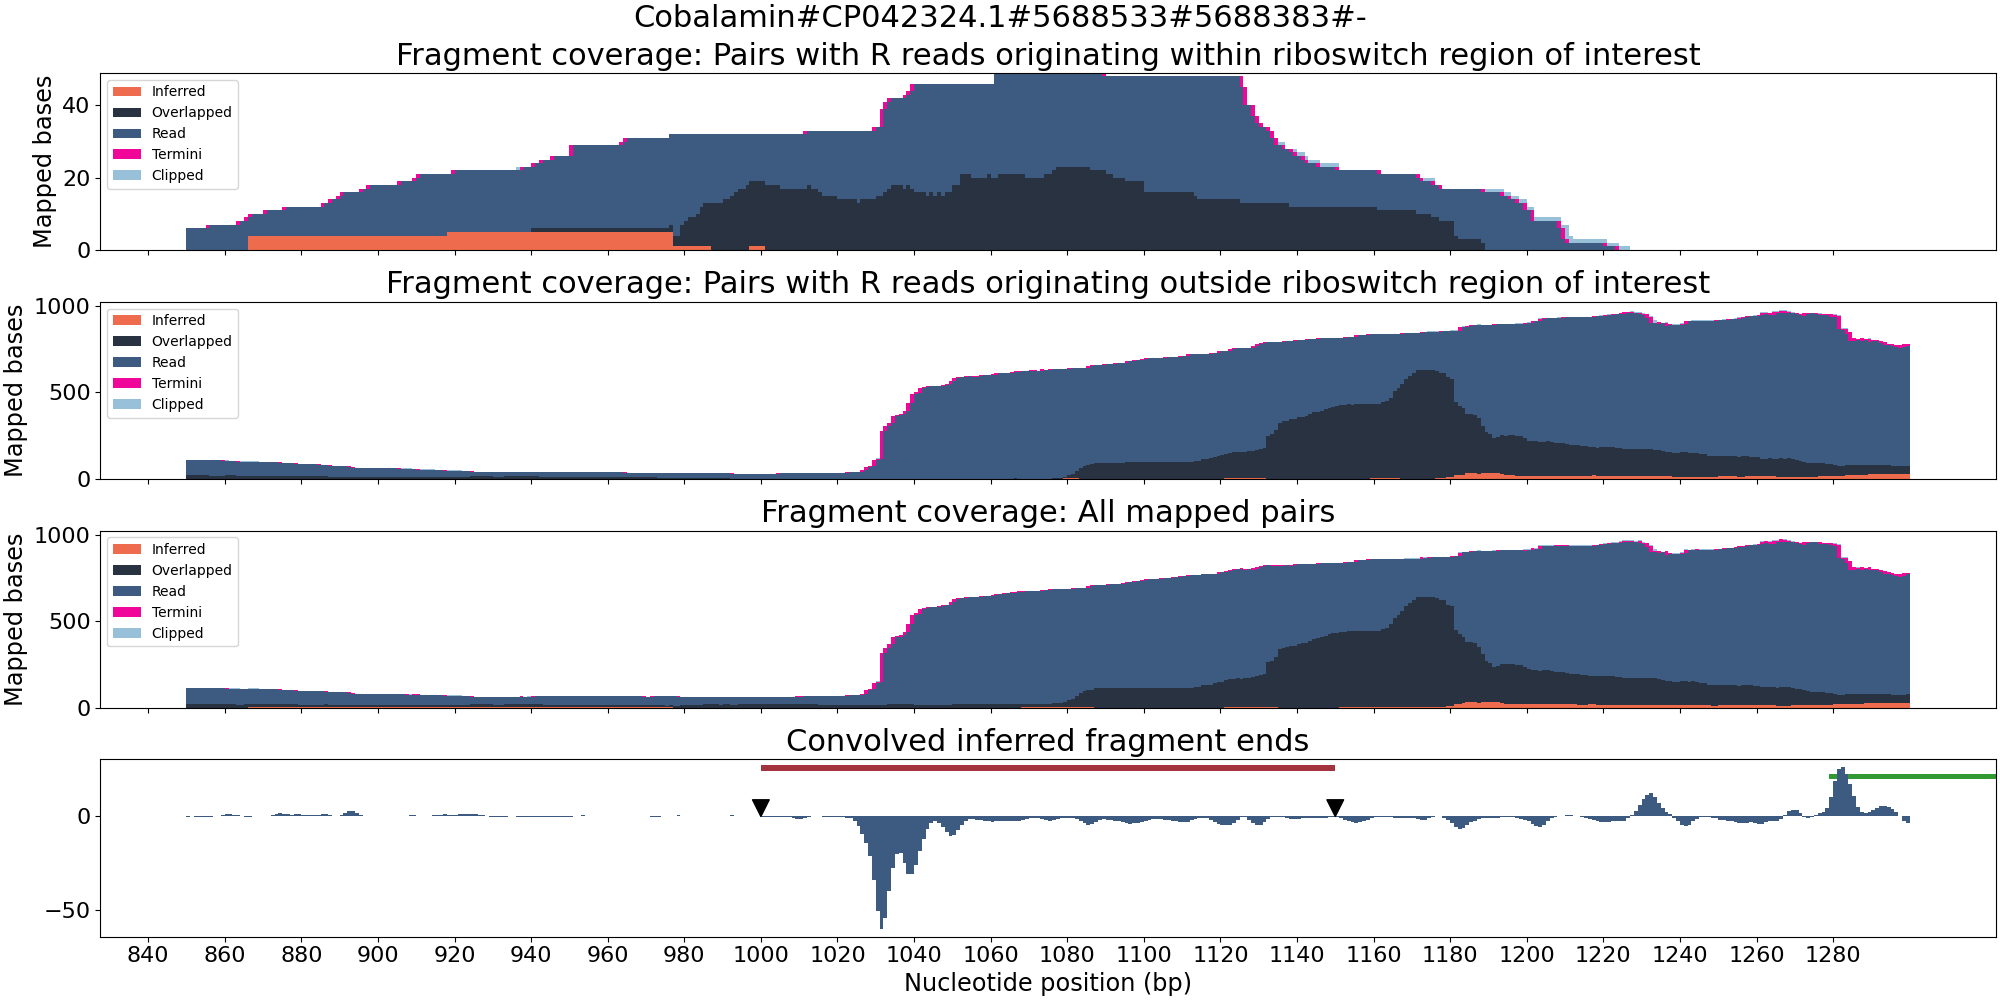 Cobalamin#CP042324.1#5688533#5688383#-
Fragment coverage: Pairs with R reads originating within riboswitch region of interest
Mapped bases
40
20
0
Inferred
Overlapped
Read
Termini
Clipped
Fragment coverage: Pairs with R reads originating outside riboswitch region of interest
Mapped bases
1000
500
0
Inferred
Overlapped
Read
Termini
Clipped
Fragment coverage: All mapped pairs
Mapped bases
1000
500
0
Inferred
Overlapped
Read
Termini
Clipped
Convolved inferred fragment ends
0
−50
840 860 880 900 920 940 960 980 1000 1020 1040 1060 1080 1100 1120 1140 1160 1180 1200 1220 1240 1260 1280
Nucleotide position (bp)